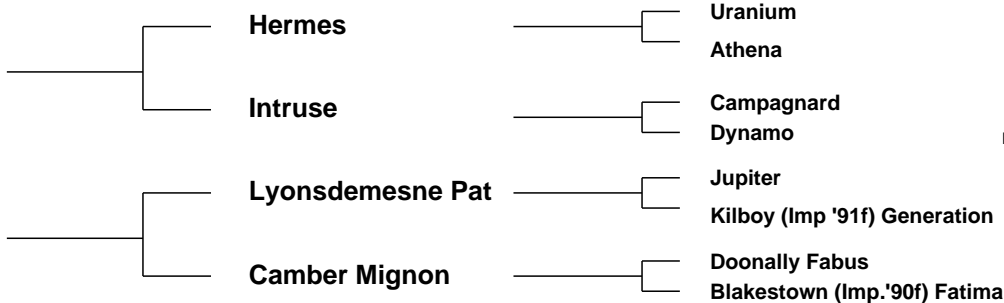 Hermes
Uranium
Athena
Intruse
Campagnard
Dynamo
Lyonsdemesne Pat
Jupiter
Kilboy (Imp '91f) Generation
Camber Mignon
Doonally Fabus
Blakestown (Imp.'90f) Fatima